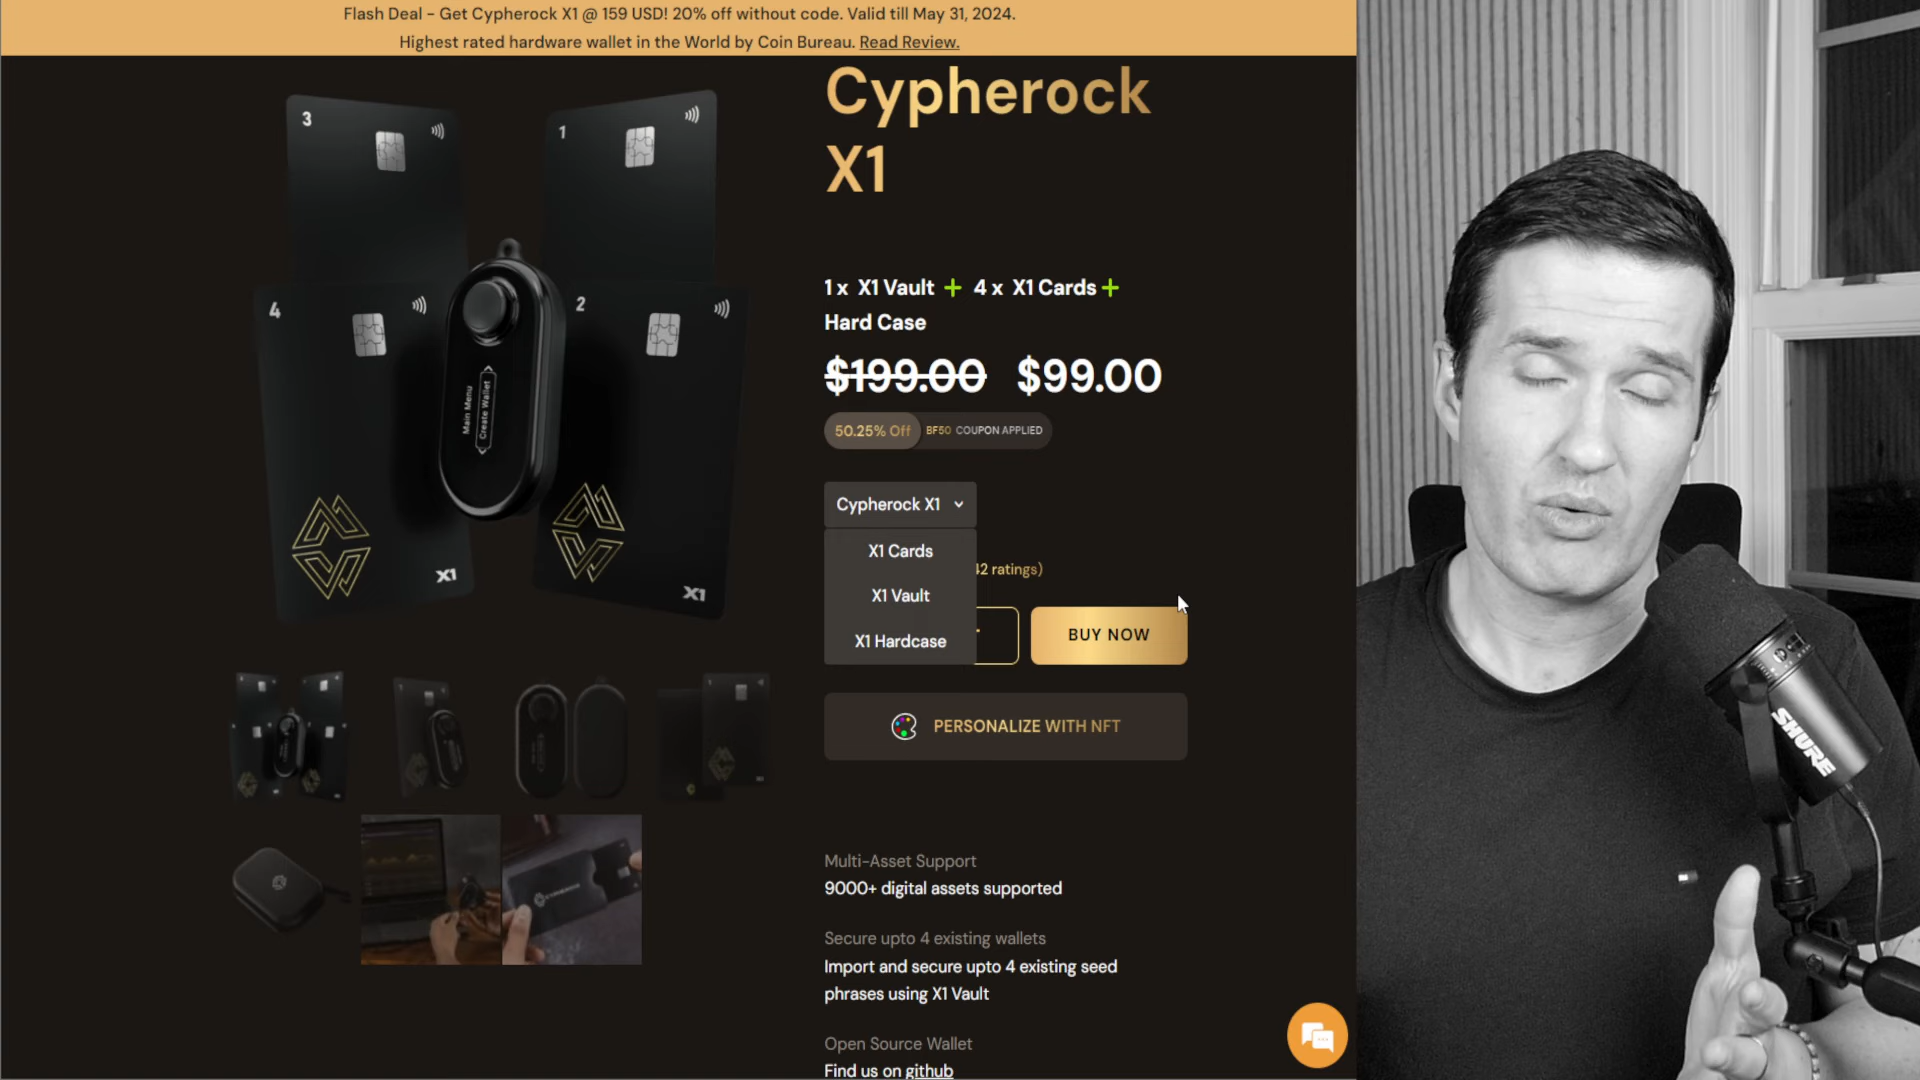 Flash Deal - Get Cypherock X1 @ 159 USD! 20% off without code. Valid till May 31, 2024.
Highest rated hardware wallet in the World by Coin Bureau. Read Review.
Cypherock
X1
3
1
4
2
Main Menu
Create Wallet
X1
X1
1 x X1 Vault + 4 x X1 Cards +
Hard Case
$199.00 $99.00
50.25% Off BF50 COUPON APPLIED
Cypherock X1
X1 Cards
X1 Vault
X1 Hardcase
42 ratings)
BUY NOW
PERSONALIZE WITH NFT
Multi-Asset Support
9000+ digital assets supported
Secure upto 4 existing wallets
Import and secure upto 4 existing seed
phrases using X1 Vault
Open Source Wallet
Find us on github
SHURE